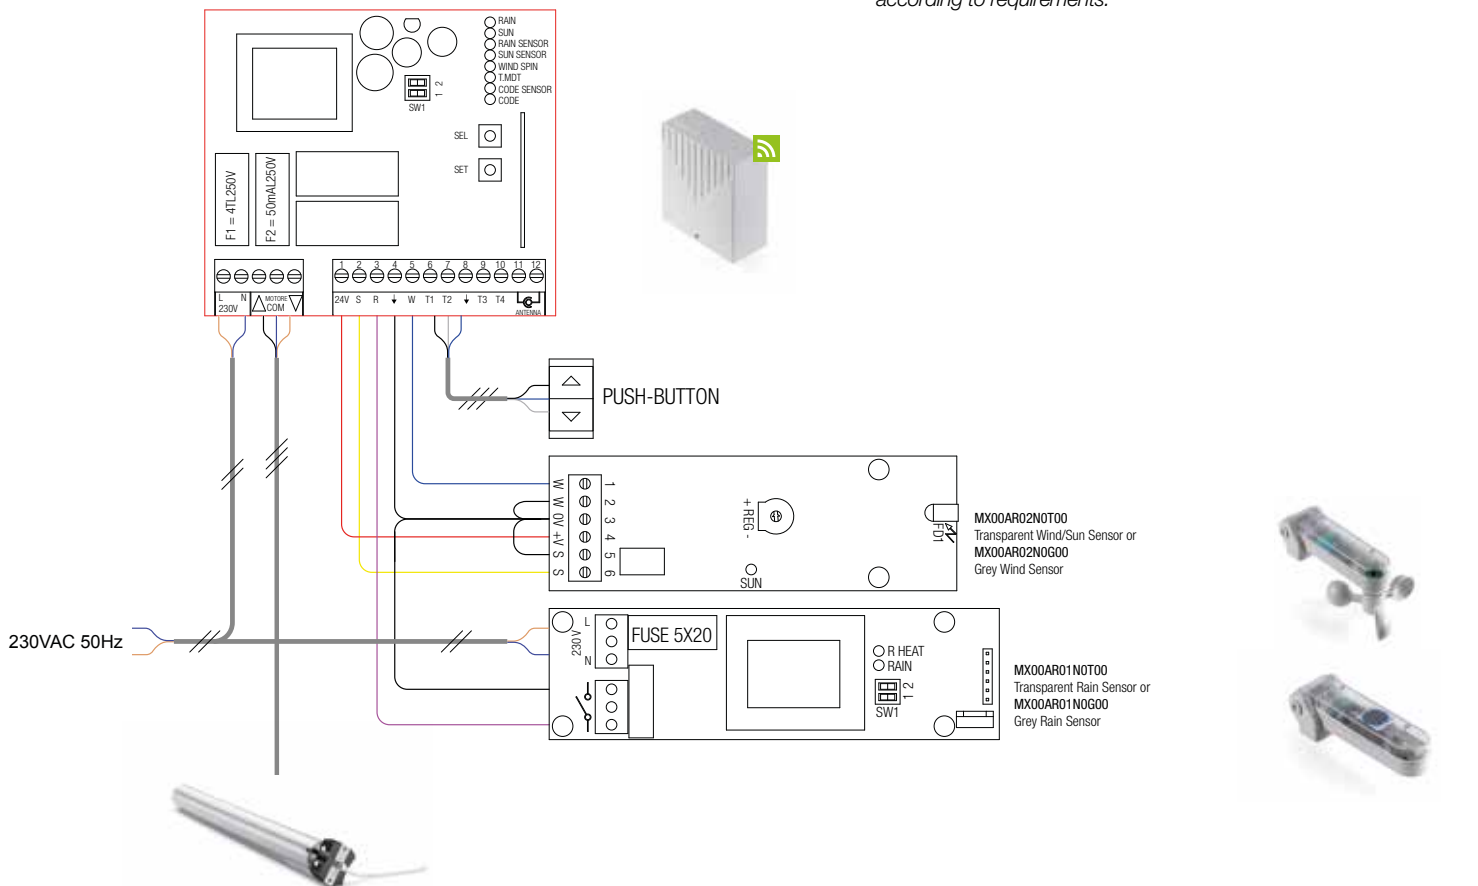 according to requirements.
RAIN
SUN
RAIN SENSOR
SUN SENSOR
WIND SPIN
T.MDT
CODE SENSOR
CODE
1 2
SW1
SEL
SET
F1 = 4TL250V
F2 = 50mAL250V
1 2 3 4 5 6 7 8 9 10 11 12
L N
230V
MOTORE
COM
24V S R W T1 T2 T3 T4
ANTENNA
PUSH-BUTTON
W 1
W 2
0V 3
+V 4
S 5
S 6
+ REG -
SUN
FD1
MX00AR02N0T00
Transparent Wind/Sun Sensor or
MX00AR02N0G00
Grey Wind Sensor
230VAC 50Hz
L
230V
N
FUSE 5X20
R HEAT
RAIN
1 2
SW1
MX00AR01N0T00
Transparent Rain Sensor or
MX00AR01N0G00
Grey Rain Sensor